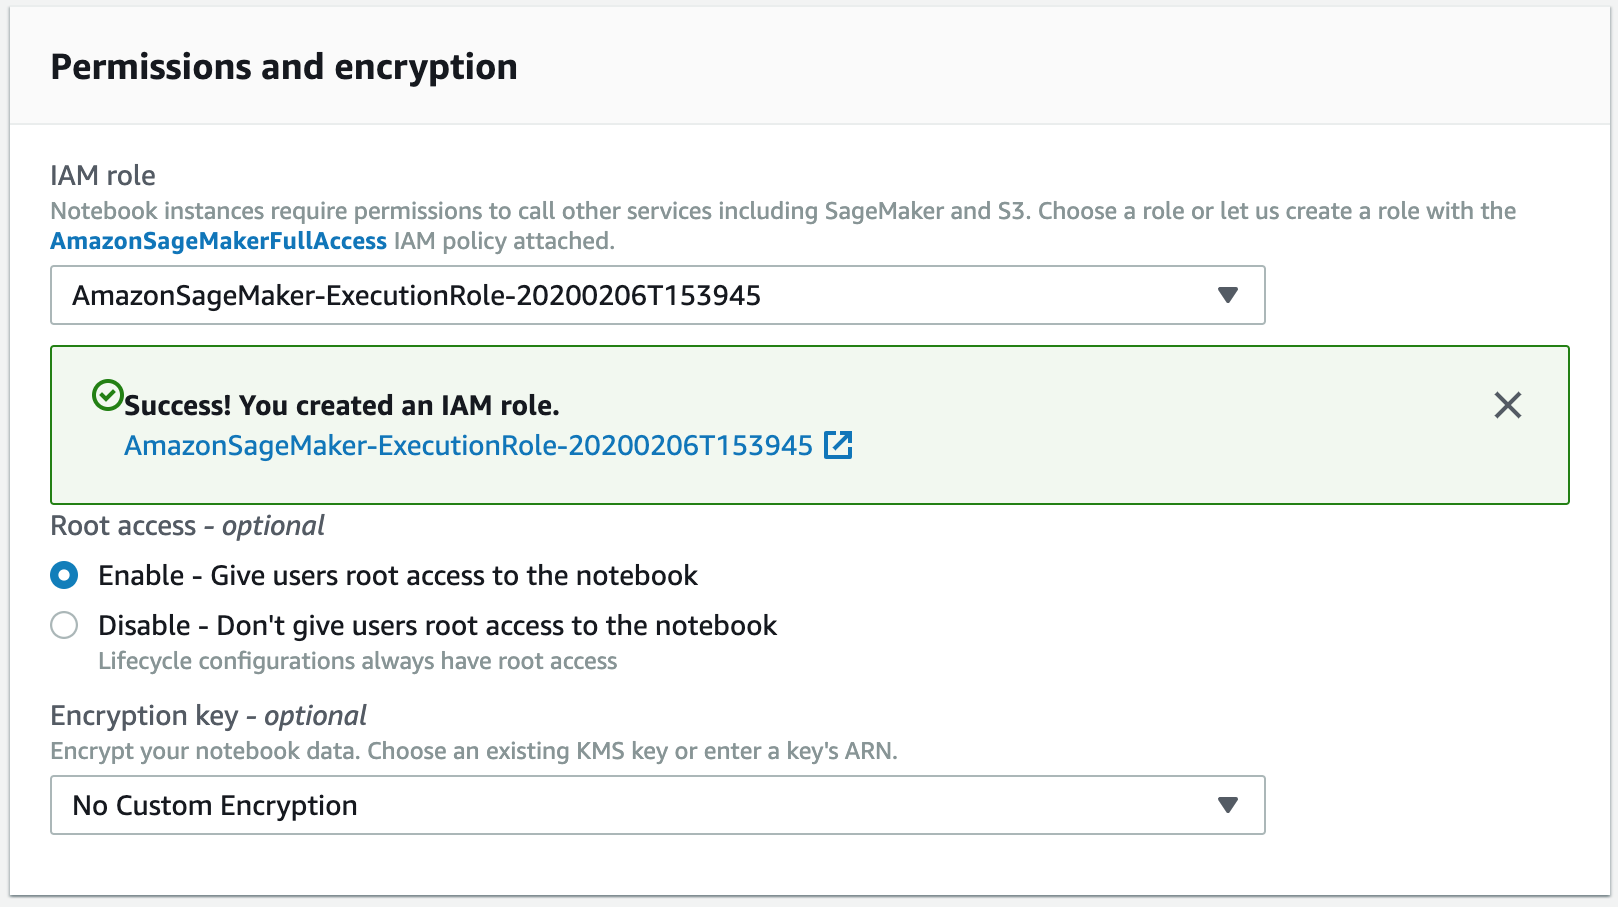 Permissions and encryption
IAM role
Notebook instances require permissions to call other services including SageMaker and S3. Choose a role or let us create a role with the
AmazonSageMakerFullAccess IAM policy attached.
AmazonSageMaker-ExecutionRole-20200206T153945
Success! You created an IAM role.
AmazonSageMaker-ExecutionRole-20200206T153945
Root access - optional
Enable - Give users root access to the notebook
Disable - Don't give users root access to the notebook
Lifecycle configurations always have root access
Encryption key - optional
Encrypt your notebook data. Choose an existing KMS key or enter a key's ARN.
No Custom Encryption